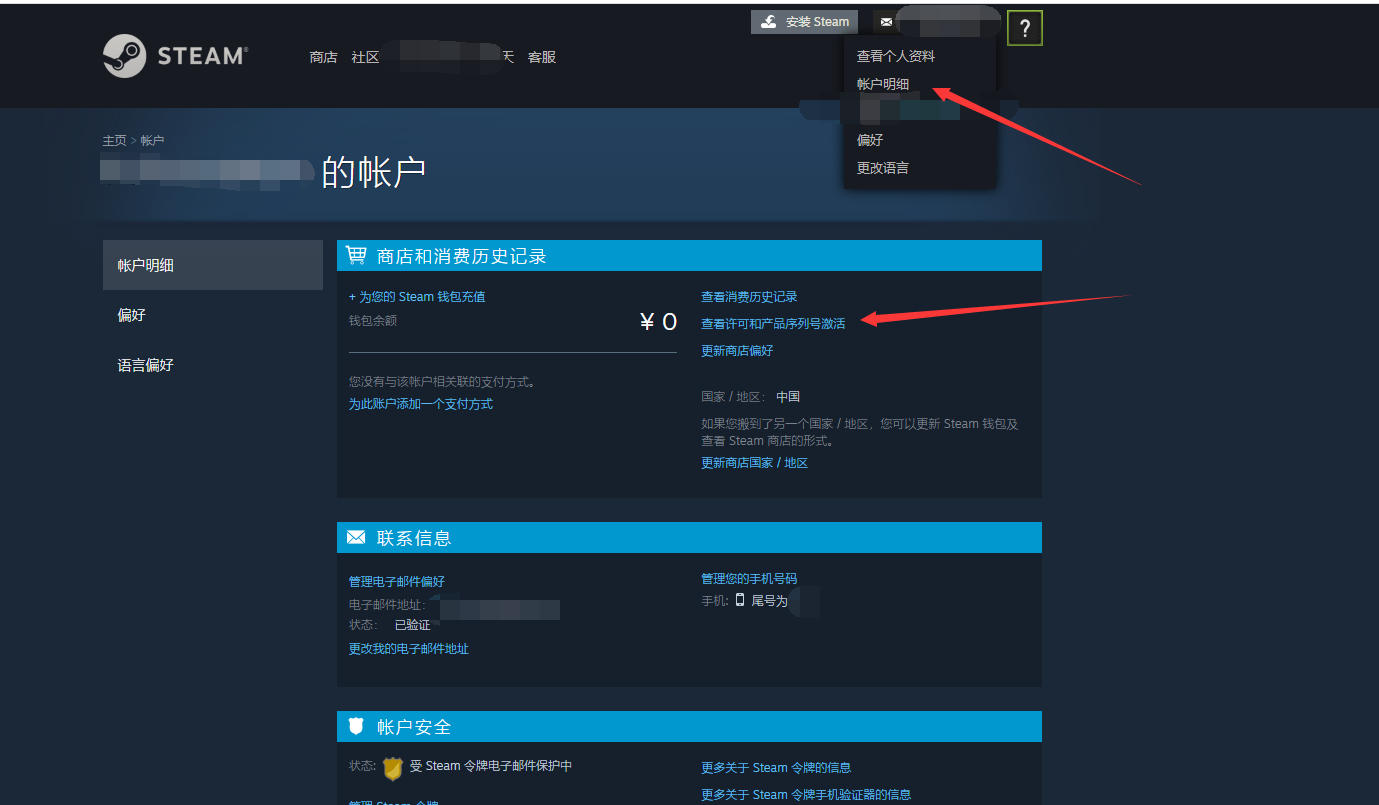 安装 Steam
STEAM®
商店 社区 天 客服
?
查看个人资料
帐户明细
偏好
更改语言
主页 > 帐户
的帐户
帐户明细
偏好
语言偏好
商店和消费历史记录
+ 为您的 Steam 钱包充值
钱包余额
¥ 0
您没有与该帐户相关联的支付方式。
为此账户添加一个支付方式
查看消费历史记录
查看许可和产品序列号激活
更新商店偏好
国家 / 地区： 中国
如果您搬到了另一个国家 / 地区，您可以更新 Steam 钱包及
查看 Steam 商店的形式。
更新商店国家 / 地区
联系信息
管理电子邮件偏好
电子邮件地址：
状态： 已验证
更改我的电子邮件地址
管理您的手机号码
手机: 尾号为
帐户安全
状态: 受 Steam 令牌电子邮件保护中
管理 Steam 令牌
更多关于 Steam 令牌的信息
更多关于 Steam 令牌手机验证器的信息